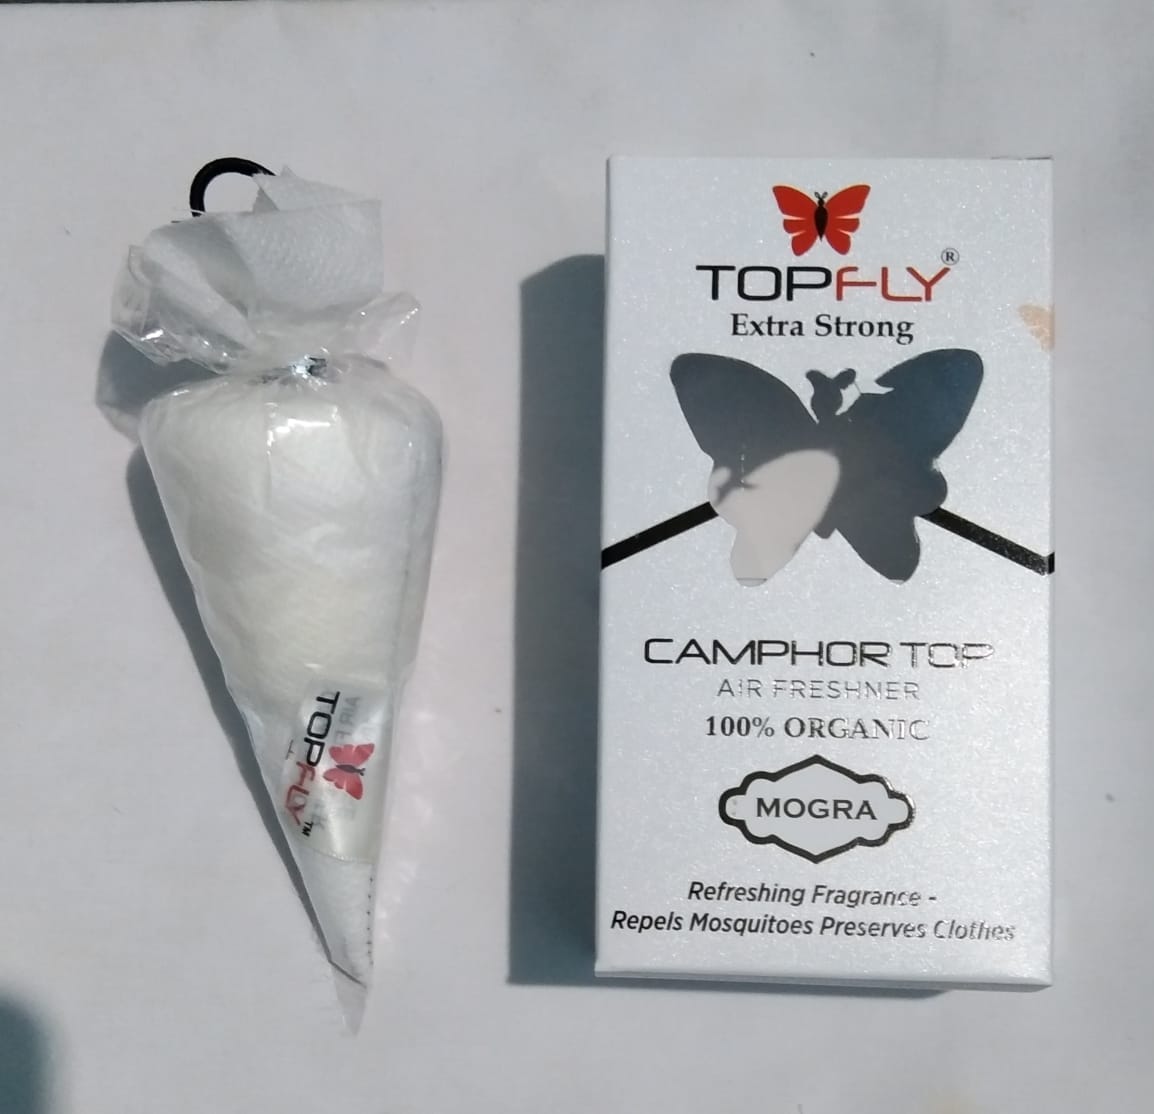 TOPFLY™
TOPFLY®
Extra Strong
CAMPHOR TOP
AIR FRESHNER
100% ORGANIC
MOGRA
Refreshing Fragrance -
Repels Mosquitoes Preserves Clothes